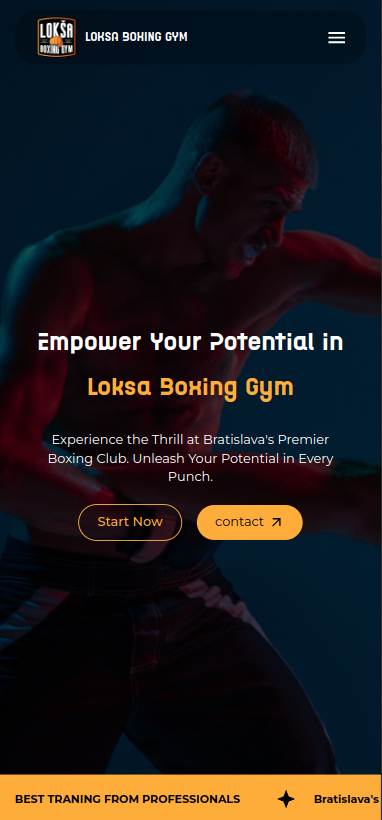 LOKŠA
BOXING GYM
LOKSA BOXING GYM
Empower Your Potential in
Loksa Boxing Gym
Experience the Thrill at Bratislava's Premier
Boxing Club. Unleash Your Potential in Every
Punch.
Start Now
contact
BEST TRANING FROM PROFESSIONALS
Bratislava's